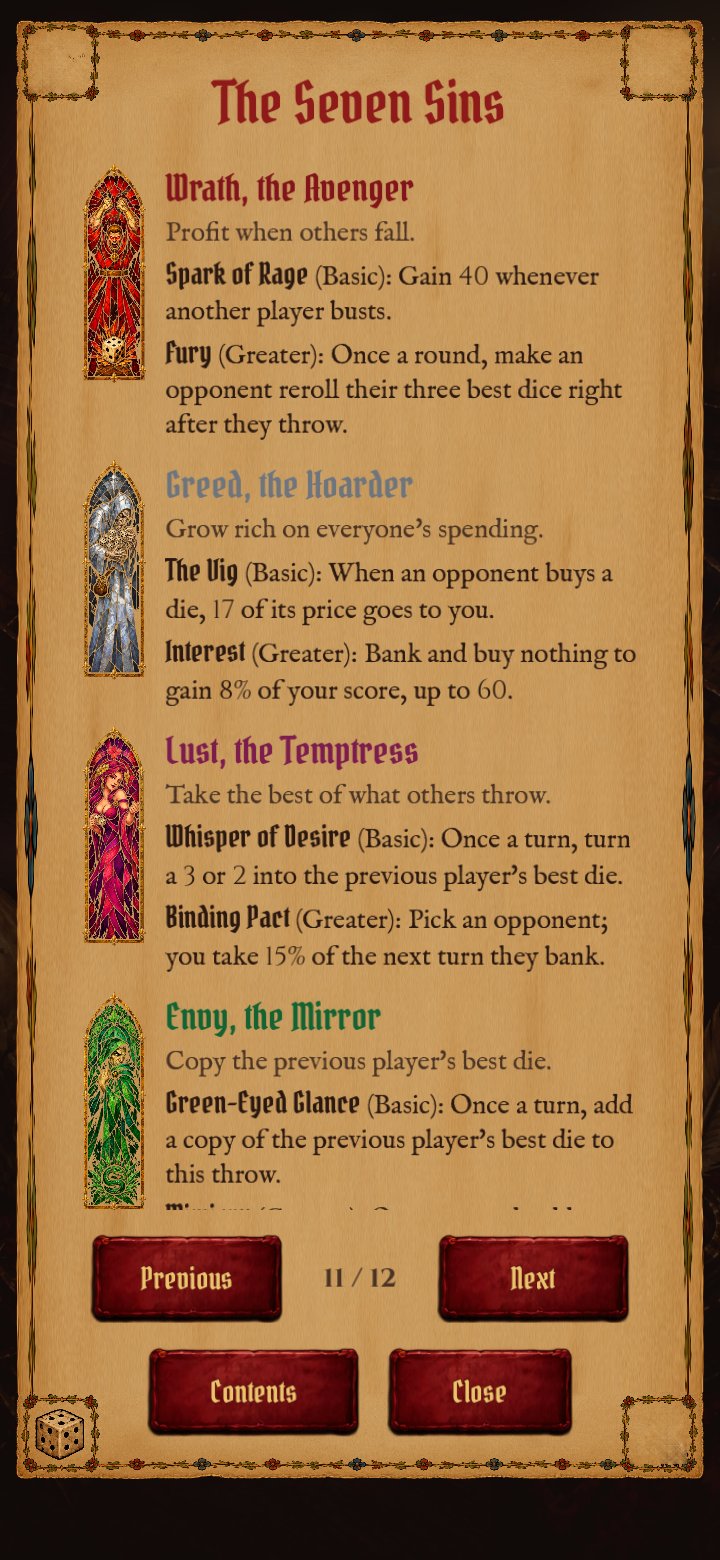 The Seven Sins
Wrath, the Avenger
Profit when others fall.
Spark of Rage (Basic): Gain 40 whenever
another player busts.
Fury (Greater): Once a round, make an
opponent reroll their three best dice right
after they throw.
Greed, the Hoarder
Grow rich on everyone's spending.
The Vig (Basic): When an opponent buys a
die, 17 of its price goes to you.
Interest (Greater): Bank and buy nothing to
gain 8% of your score, up to 60.
Lust, the Temptress
Take the best of what others throw.
Whisper of Desire (Basic): Once a turn, turn
a 3 or 2 into the previous player's best die.
Binding Pact (Greater): Pick an opponent;
you take 15% of the next turn they bank.
Envy, the Mirror
Copy the previous player's best die.
Green-Eyed Glance (Basic): Once a turn, add
a copy of the previous player's best die to
this throw.
Previous
11 / 12
Next
Contents
Close